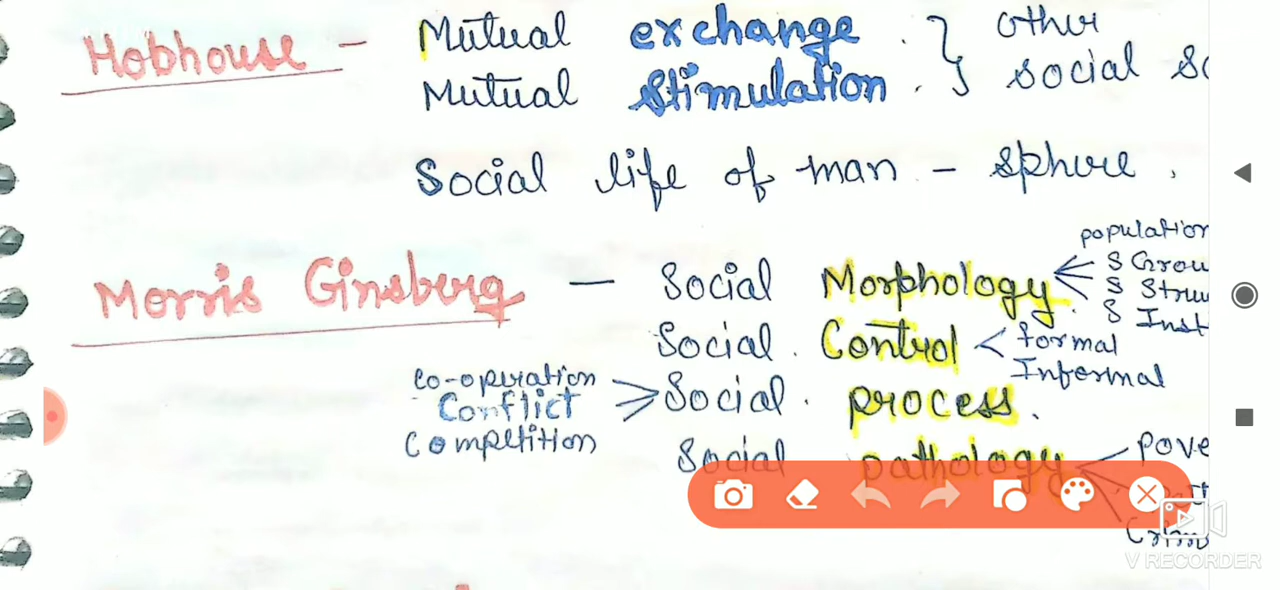 Hobhouse - Mutual exchange . } other
Mutual Stimulation . } social
Social life of man - sphere .
population
Morris Ginsberg - Social Morphology
Social . Control < formal
Informal
co-operation
Conflict > Social . process .
Competition
Social pathology
V RECORDER